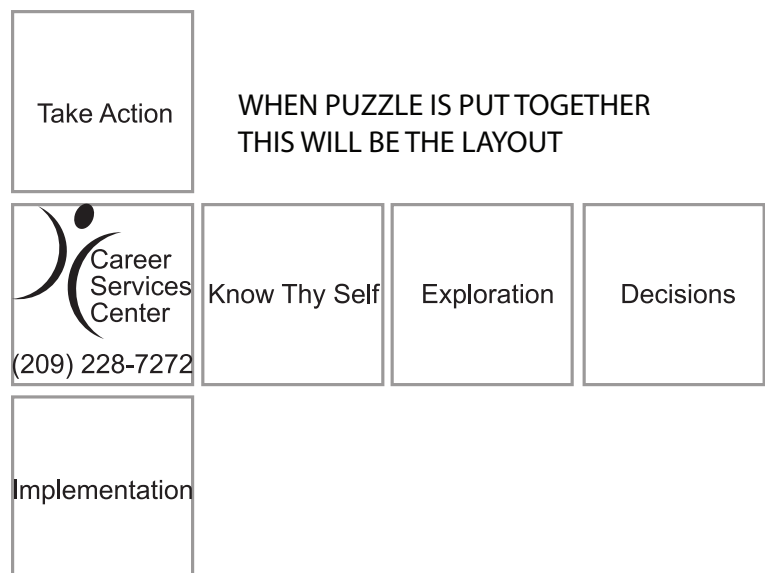 Take Action
WHEN PUZZLE IS PUT TOGETHER
THIS WILL BE THE LAYOUT
Career
Services
Center
(209) 228-7272
Know Thy Self
Exploration
Decisions
Implementation